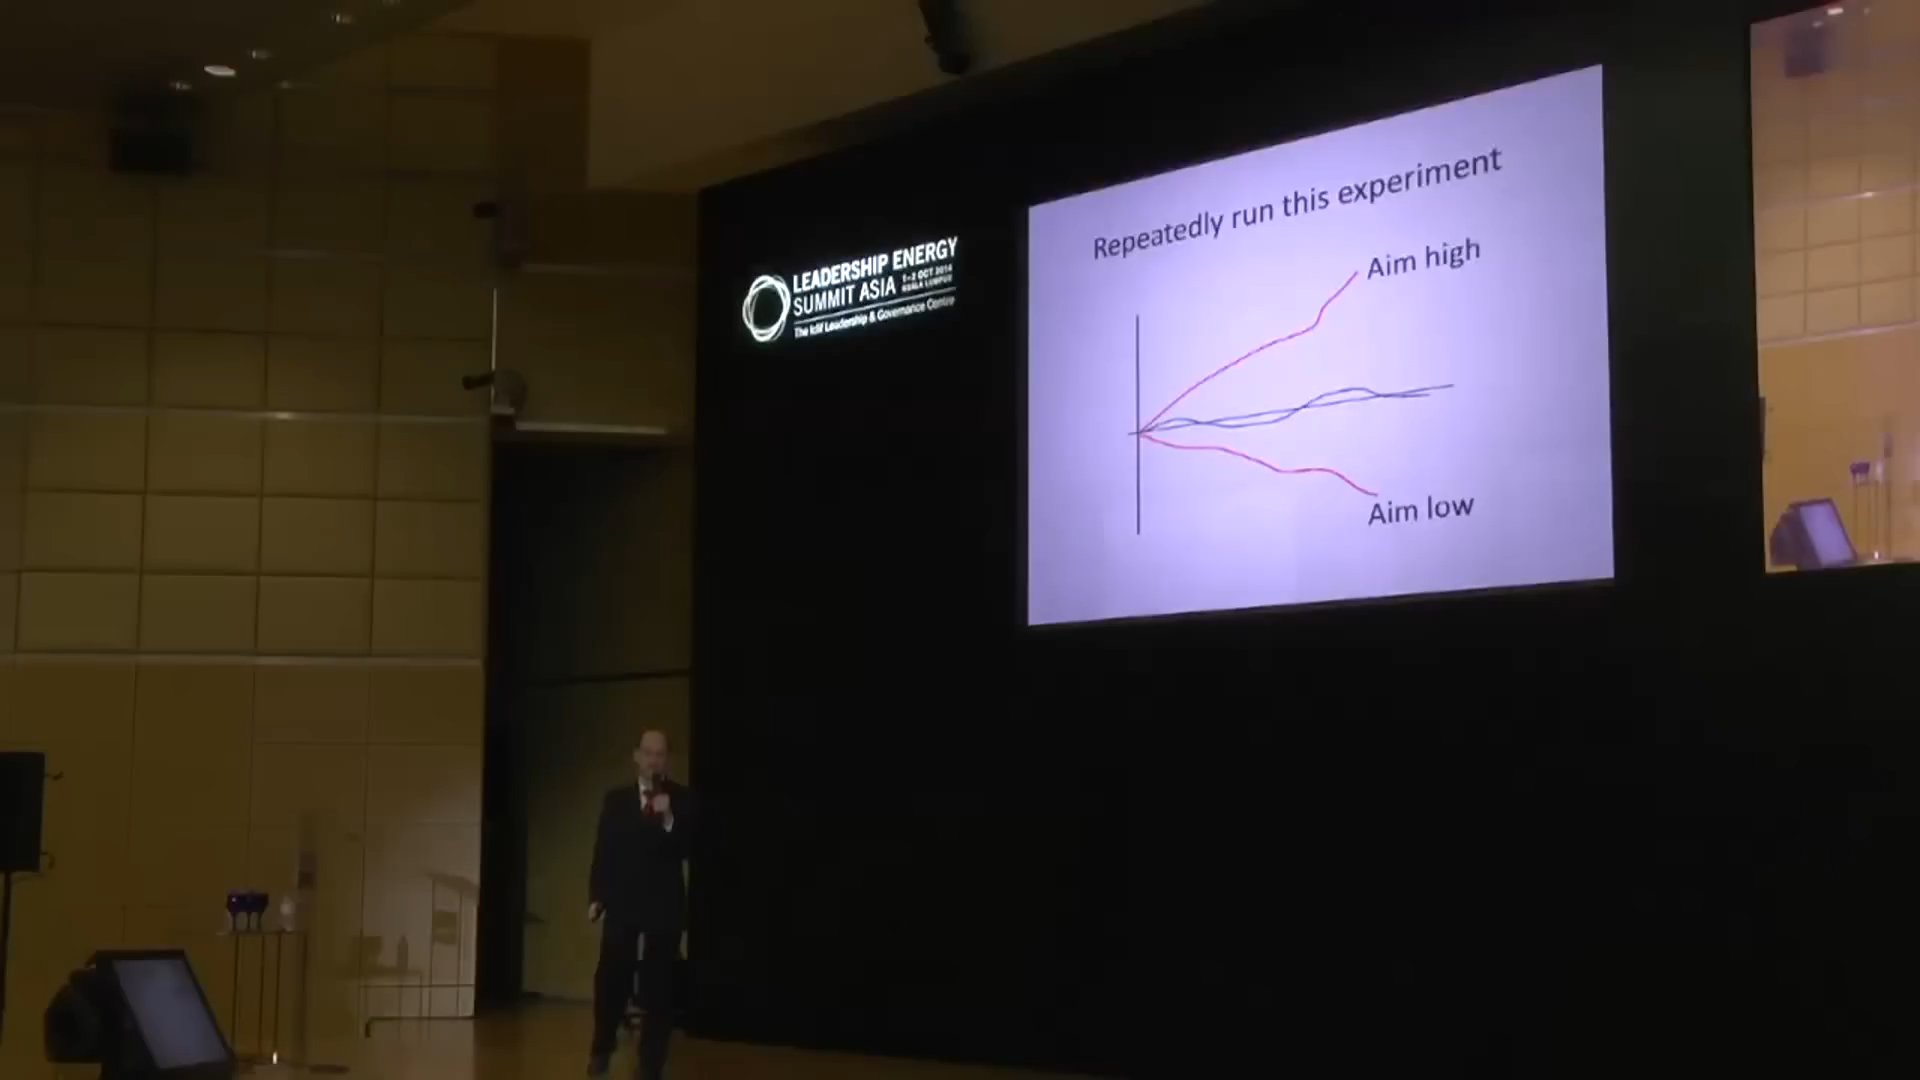 LEADERSHIP ENERGY
SUMMIT ASIA
1–2 OCT 2014
KUALA LUMPUR
The Iclif Leadership & Governance Centre
Repeatedly run this experiment
Aim high
Aim low